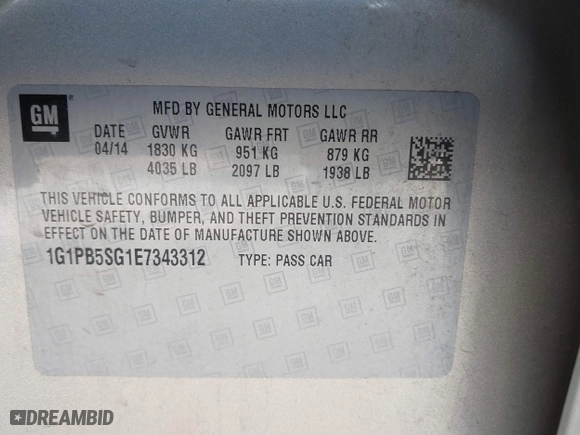 GM
MFD BY GENERAL MOTORS LLC
DATE GVWR GAWR FRT GAWR RR
04/14 1830 KG 951 KG 879 KG
4035 LB 2097 LB 1938 LB
THIS VEHICLE CONFORMS TO ALL APPLICABLE U.S. FEDERAL MOTOR
VEHICLE SAFETY, BUMPER, AND THEFT PREVENTION STANDARDS IN
EFFECT ON THE DATE OF MANUFACTURE SHOWN ABOVE.
1G1PB5SG1E7343312 TYPE: PASS CAR
DREAMBID